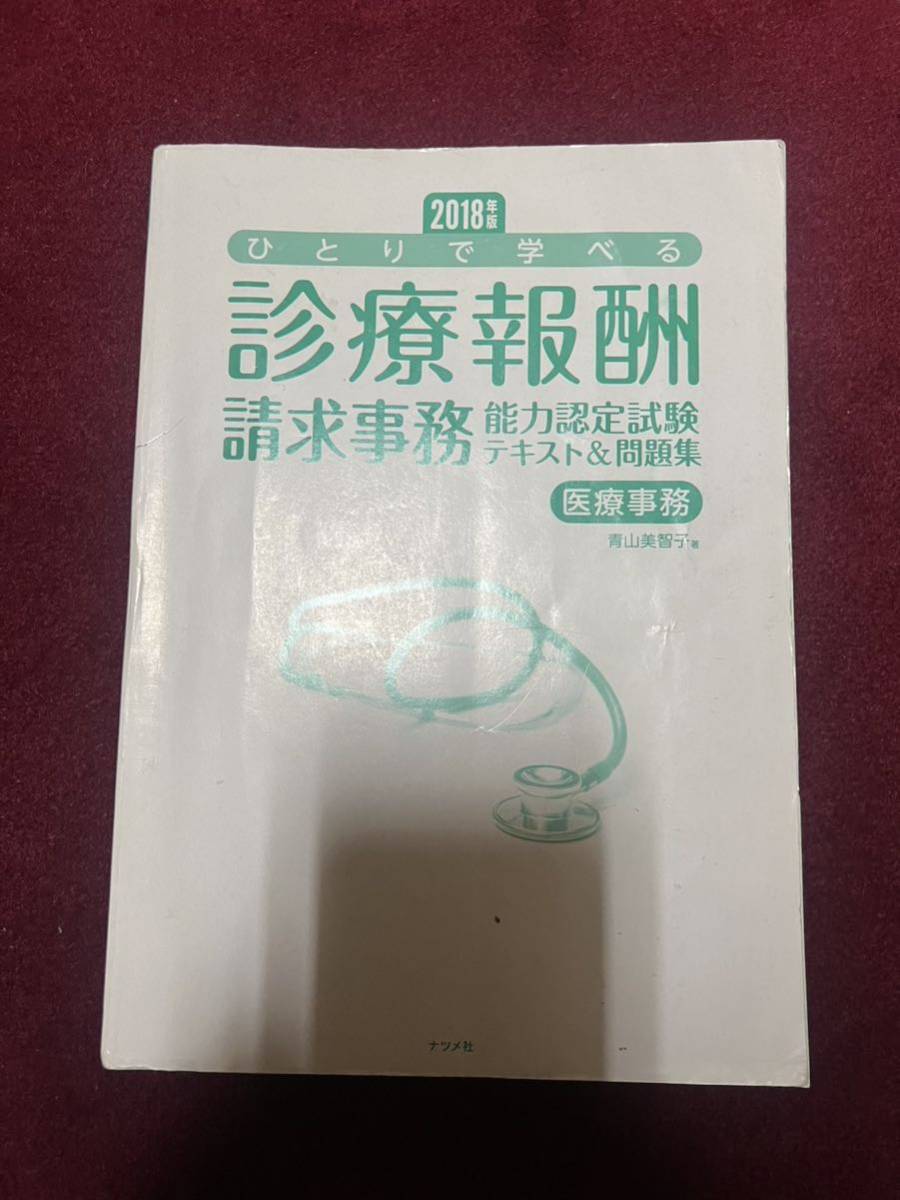 2018年版
ひとりで学べる
診療報酬
請求事務 能力認定試験
テキスト&問題集
医療事務
青山美智子 著
ナツメ社